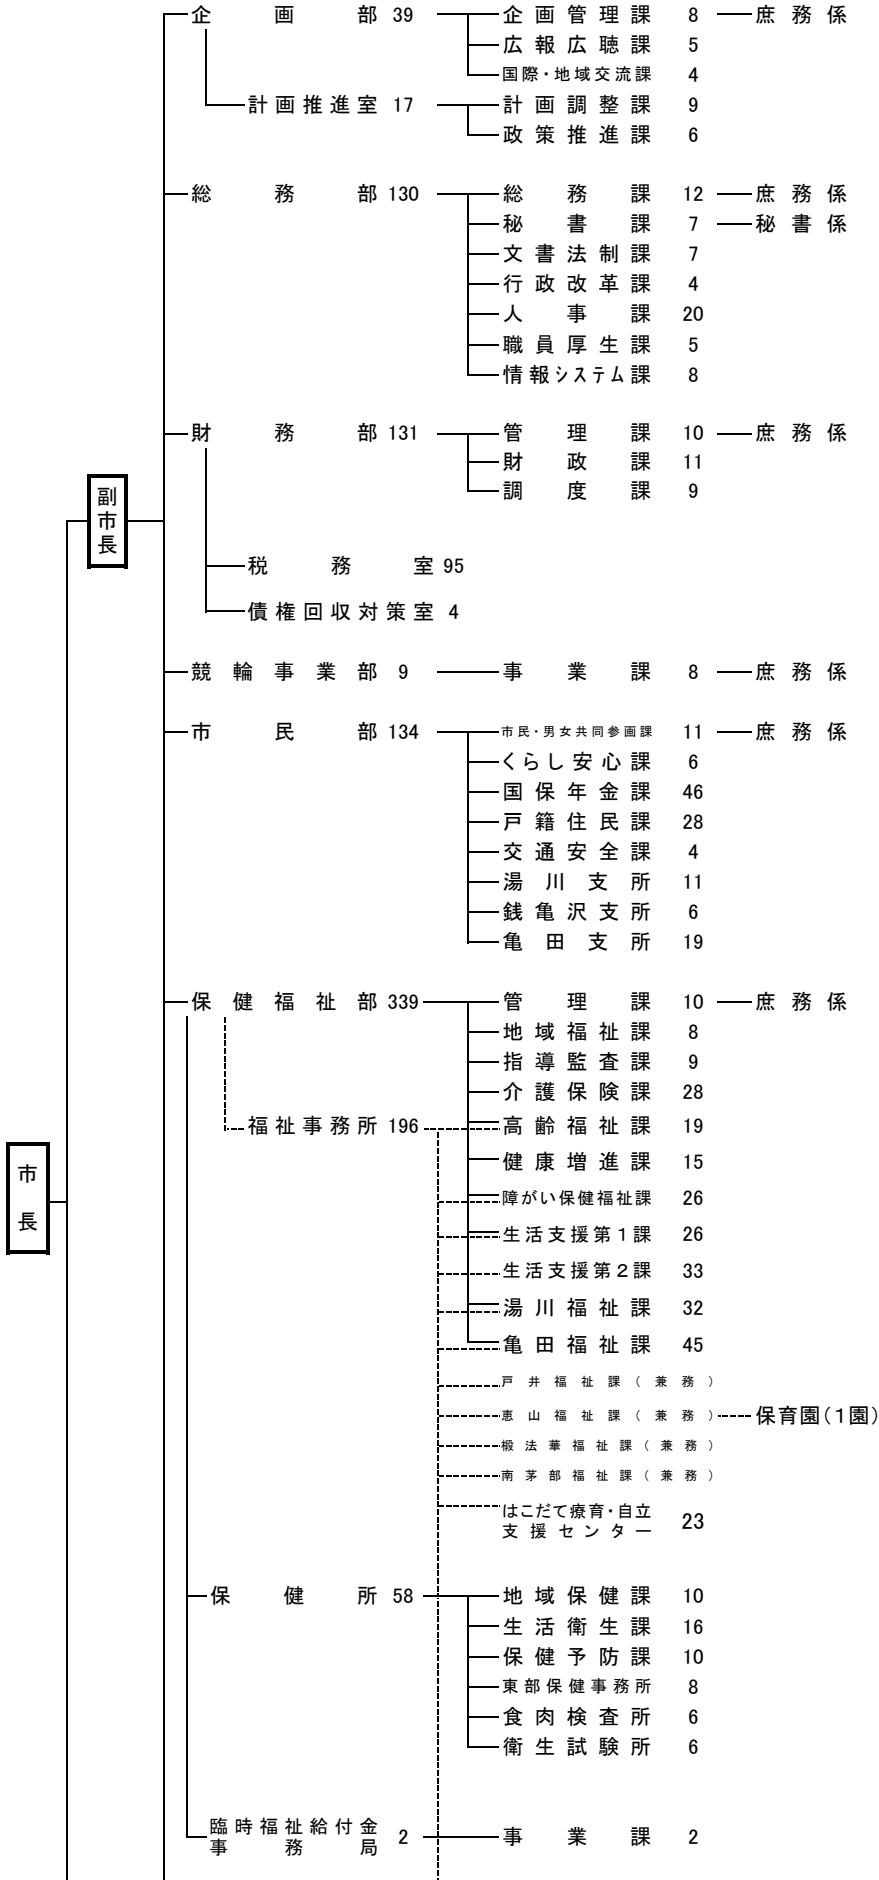 企画部 39 企画管理課 8 庶務係
広報広聴課 5
国際・地域交流課 4
計画推進室 17 計画調整課 9
政策推進課 6
総務部 130 総務課 12 庶務係
秘書課 7 秘書係
文書法制課 7
行政改革課 4
人事課 20
職員厚生課 5
情報システム課 8
財務部 131 管理課 10 庶務係
財政課 11
調度課 9
副市長
税務室 95
債権回収対策室 4
競輪事業部 9 事業課 8 庶務係
市民部 134 市民・男女共同参画課 11 庶務係
くらし安心課 6
国保年金課 46
戸籍住民課 28
交通安全課 4
湯川支所 11
銭亀沢支所 6
亀田支所 19
保健福祉部 339 管理課 10 庶務係
地域福祉課 8
指導監査課 9
介護保険課 28
福祉事務所 196 高齢福祉課 19
健康増進課 15
市長
障がい保健福祉課 26
生活支援第1課 26
生活支援第2課 33
湯川福祉課 32
亀田福祉課 45
戸井福祉課(兼務)
恵山福祉課(兼務) 保育園(1園)
椴法華福祉課(兼務)
南茅部福祉課(兼務)
はこだて療育・自立
支援センター 23
保健所 58 地域保健課 10
生活衛生課 16
保健予防課 10
東部保健事務所 8
食肉検査所 6
衛生試験所 6
臨時福祉給付金
事務局 2 事業課 2